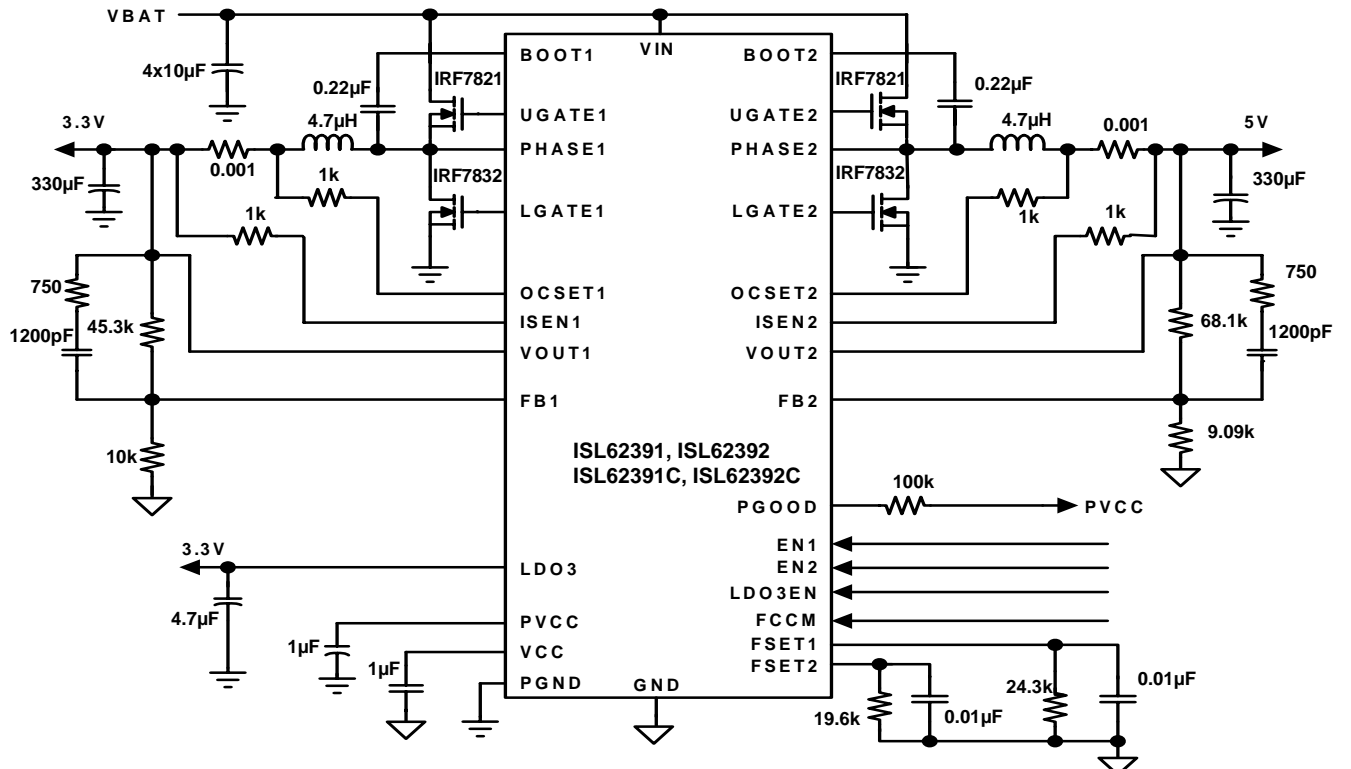 VBAT
VIN
4x10µF
0.22µF
IRF7821
BOOT1
BOOT2
IRF7821
0.22µF
UGATE1
UGATE2
3.3V
4.7µH
4.7µH
0.001
5V
0.001
PHASE1
PHASE2
330µF
1k
IRF7832
IRF7832
1k
330µF
1k
LGATE1
LGATE2
1k
750
OCSET1
OCSET2
750
1200pF
45.3k
ISEN1
ISEN2
68.1k
1200pF
VOUT1
VOUT2
FB1
FB2
10k
9.09k
ISL62391, ISL62392
ISL62391C, ISL62392C
100k
PGOOD
PVCC
3.3V
EN1
LDO3
EN2
LDO3EN
4.7µF
FCCM
PVCC
1µF
FSET1
VCC
1µF
FSET2
PGND
GND
19.6k
0.01µF
24.3k
0.01µF